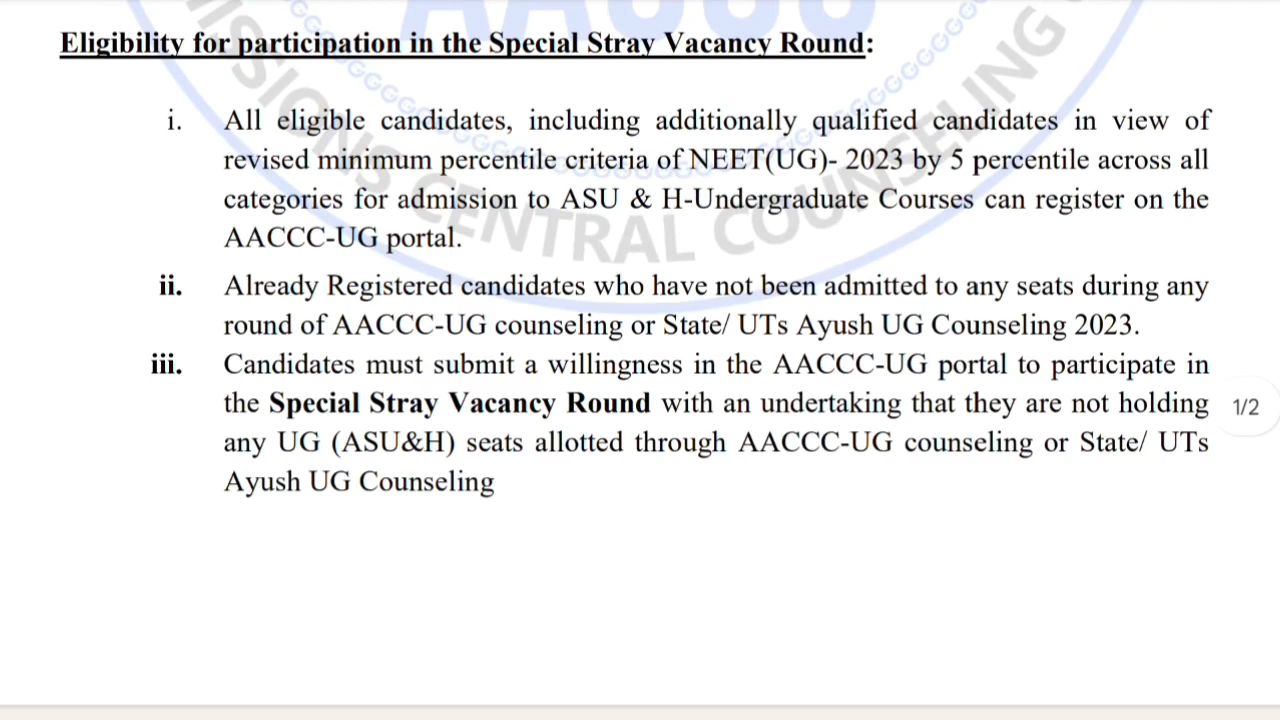 Eligibility for participation in the Special Stray Vacancy Round:
i. All eligible candidates, including additionally qualified candidates in view of
revised minimum percentile criteria of NEET(UG)- 2023 by 5 percentile across all
categories for admission to ASU & H-Undergraduate Courses can register on the
AACCC-UG portal.
ii. Already Registered candidates who have not been admitted to any seats during any
round of AACCC-UG counseling or State/ UTs Ayush UG Counseling 2023.
iii. Candidates must submit a willingness in the AACCC-UG portal to participate in
the Special Stray Vacancy Round with an undertaking that they are not holding
any UG (ASU&H) seats allotted through AACCC-UG counseling or State/ UTs
Ayush UG Counseling
1/2
CENTRAL COUNSELING